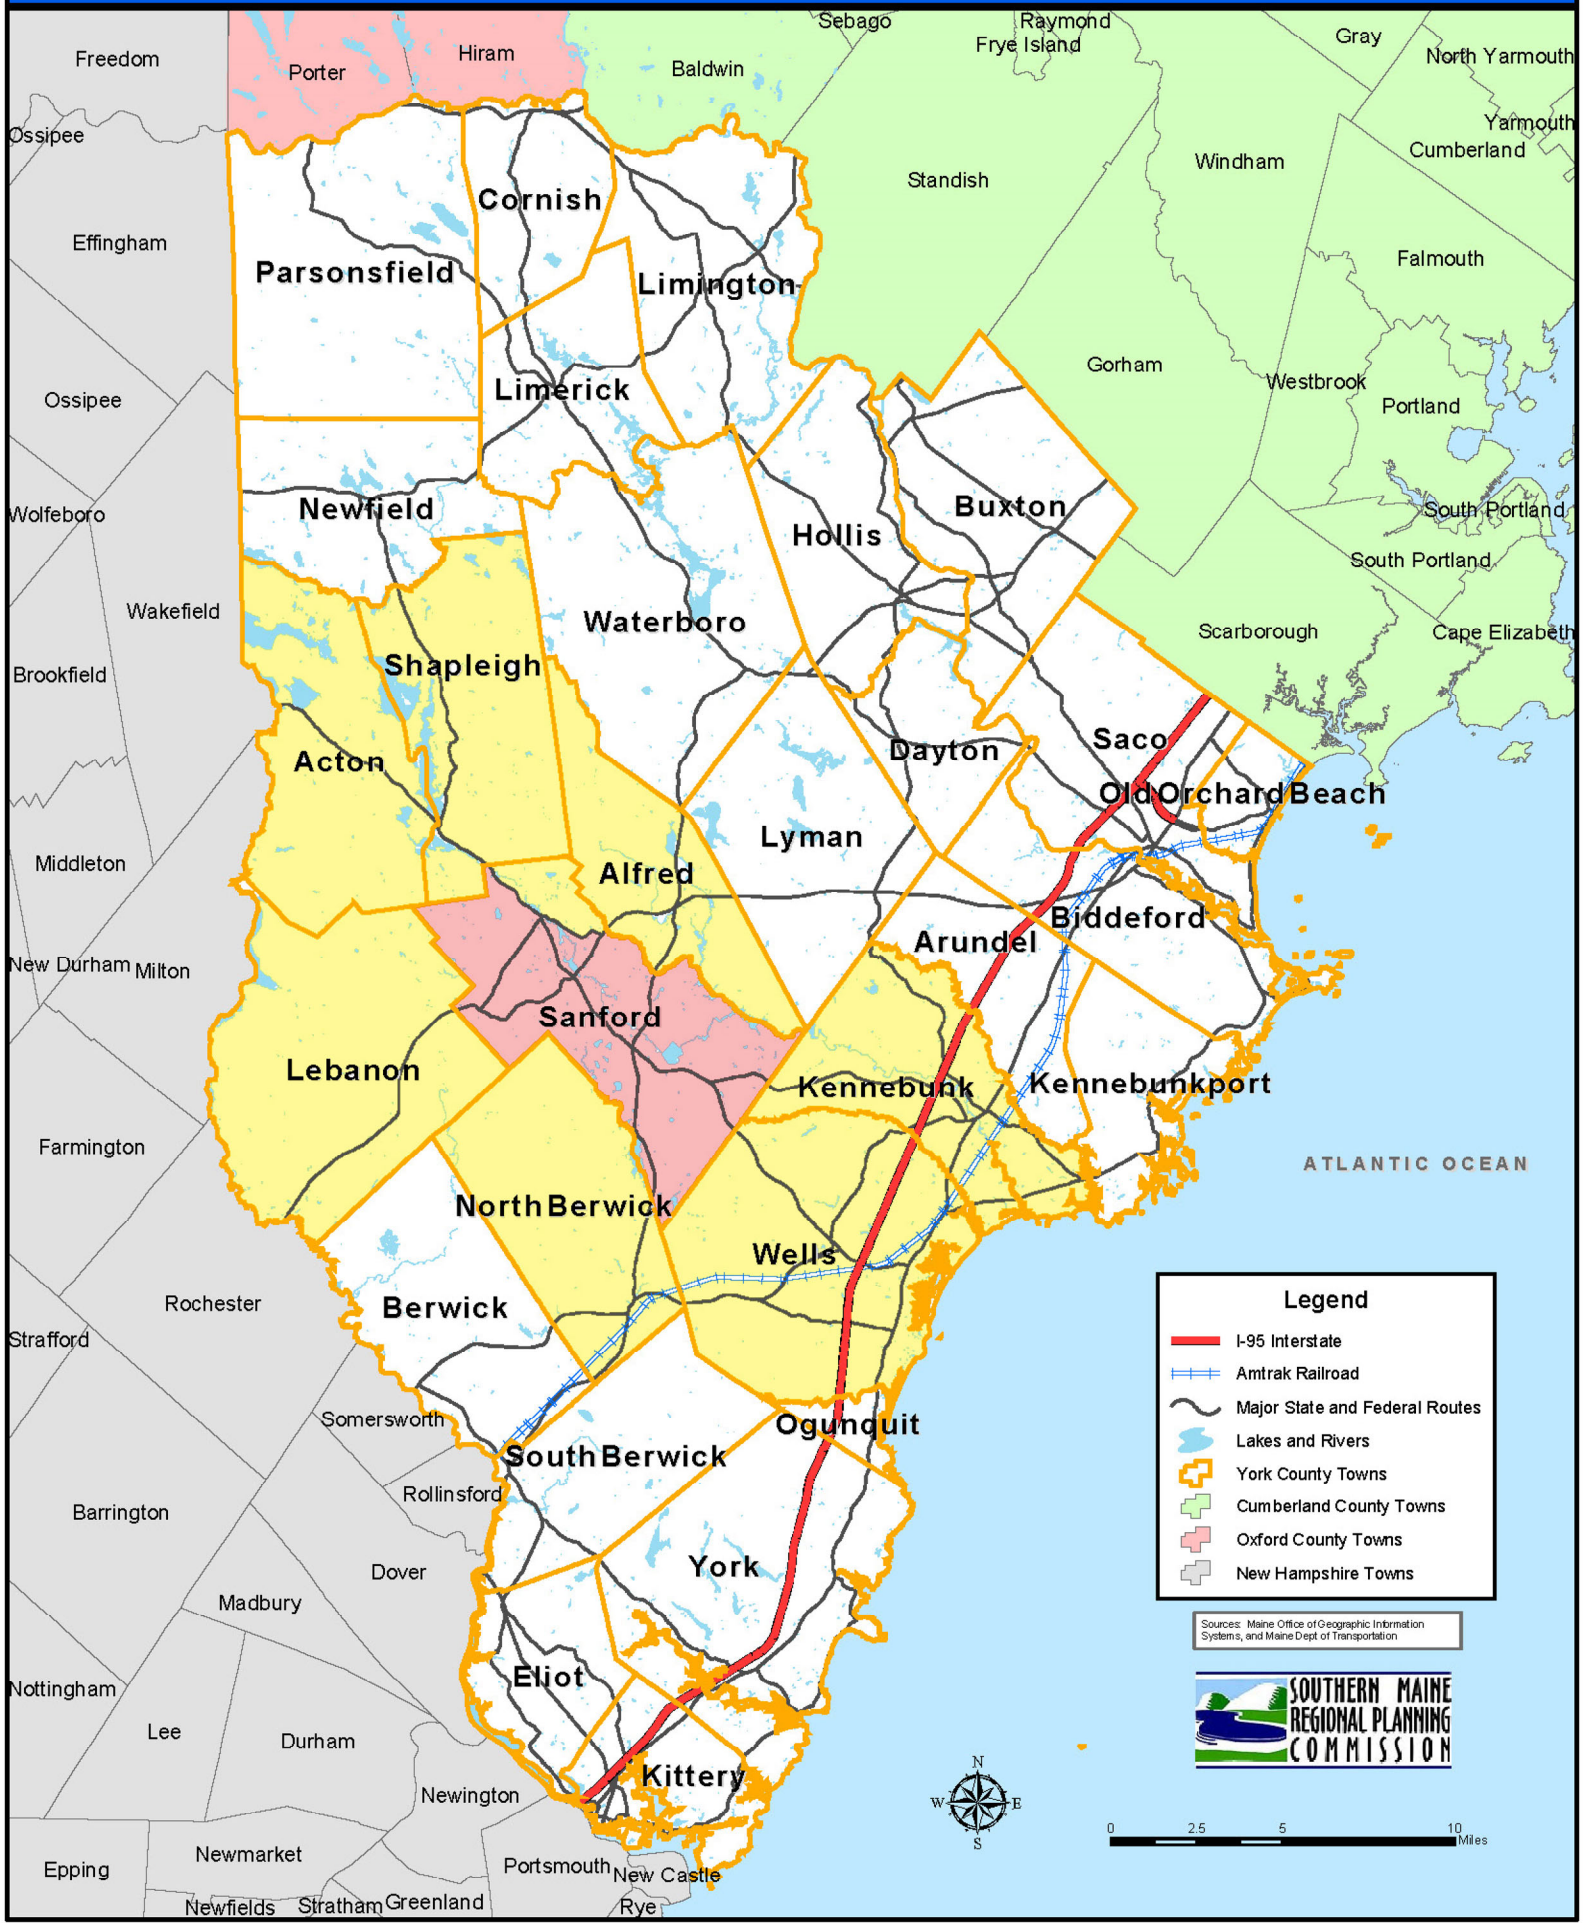 Sebago
Raymond
Frye Island
Gray
North Yarmouth
Freedom
Porter
Hiram
Baldwin
Yarmouth
Ossipee
Cumberland
Windham
Standish
Cornish
Effingham
Falmouth
Parsonsfield
Limington
Gorham
Westbrook
Limerick
Ossipee
Portland
Newfield
Buxton
Wolfeboro
South Portland
Hollis
South Portland
Wakefield
Waterboro
Scarborough
Cape Elizabeth
Shapleigh
Brookfield
Saco
Dayton
Acton
Old Orchard Beach
Lyman
Middleton
Alfred
Biddeford
Arundel
New Durham
Milton
Sanford
Lebanon
Kennebunk
Kennebunkport
Farmington
ATLANTIC OCEAN
North Berwick
Wells
Rochester
Berwick
Strafford
Somersworth
Ogunquit
South Berwick
Rollinsford
Barrington
Dover
York
Madbury
Eliot
Nottingham
Lee
Durham
Kittery
Newington
Newmarket
Epping
Portsmouth
New Castle
Newfields
Stratham
Greenland
Rye
Legend
I-95 Interstate
Amtrak Railroad
Major State and Federal Routes
Lakes and Rivers
York County Towns
Cumberland County Towns
Oxford County Towns
New Hampshire Towns
Sources: Maine Office of Geographic Information
Systems, and Maine Dept of Transportation
SOUTHERN MAINE
REGIONAL PLANNING
COMMISSION
N
W E
S
0 2.5 5 10
Miles